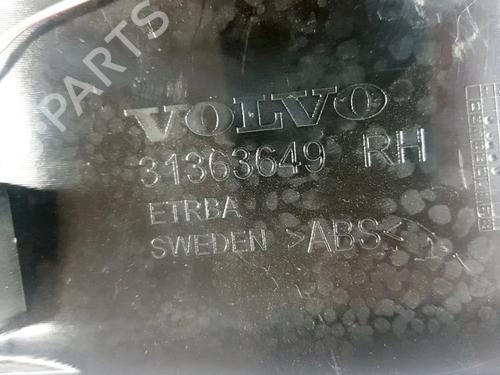 PARTS
VOLVO
31363649 RH
ETRBA
SWEDEN >ABS<